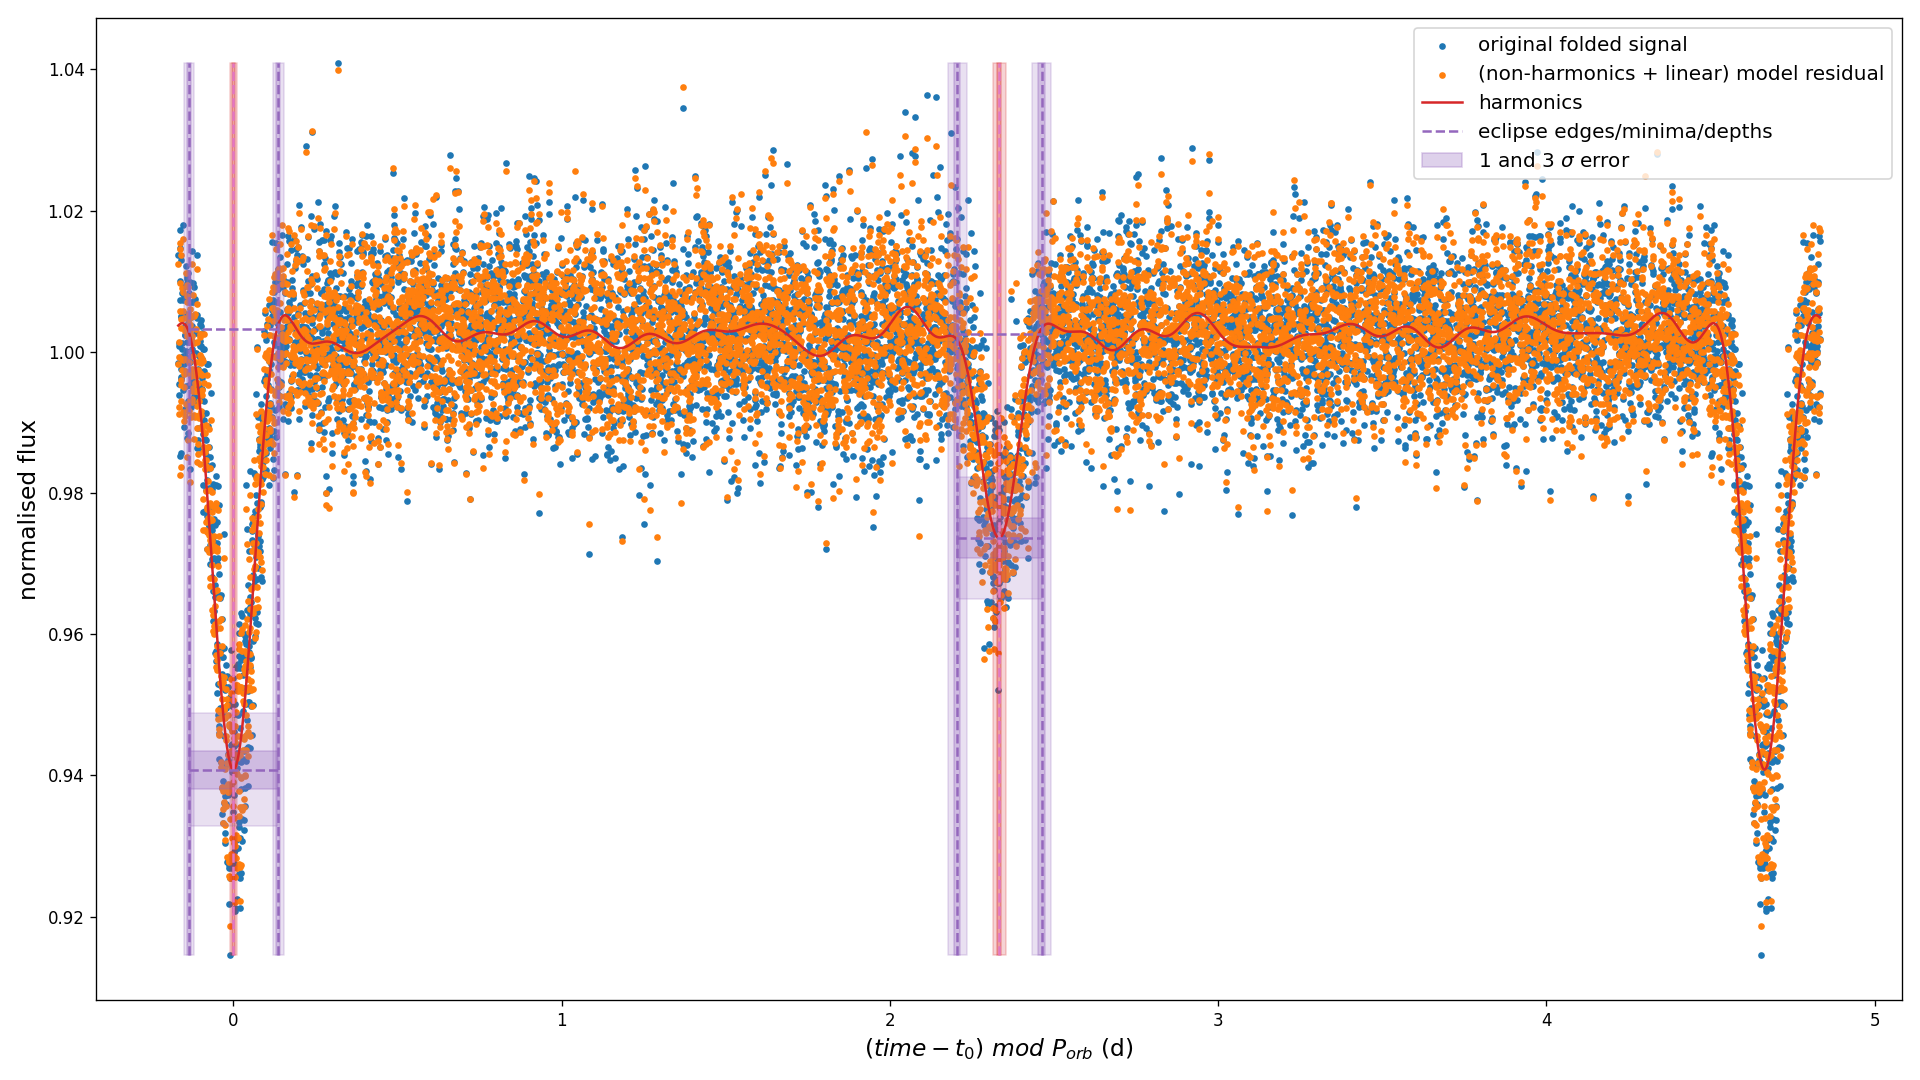 original folded signal
(non-harmonics + linear) model residual
harmonics
eclipse edges/minima/depths
1 and 3 σ error
normalised flux
1.04
1.02
1.00
0.98
0.96
0.94
0.92
0
1
2
3
4
5
(time − t₀) mod Pₒᵣb (d)